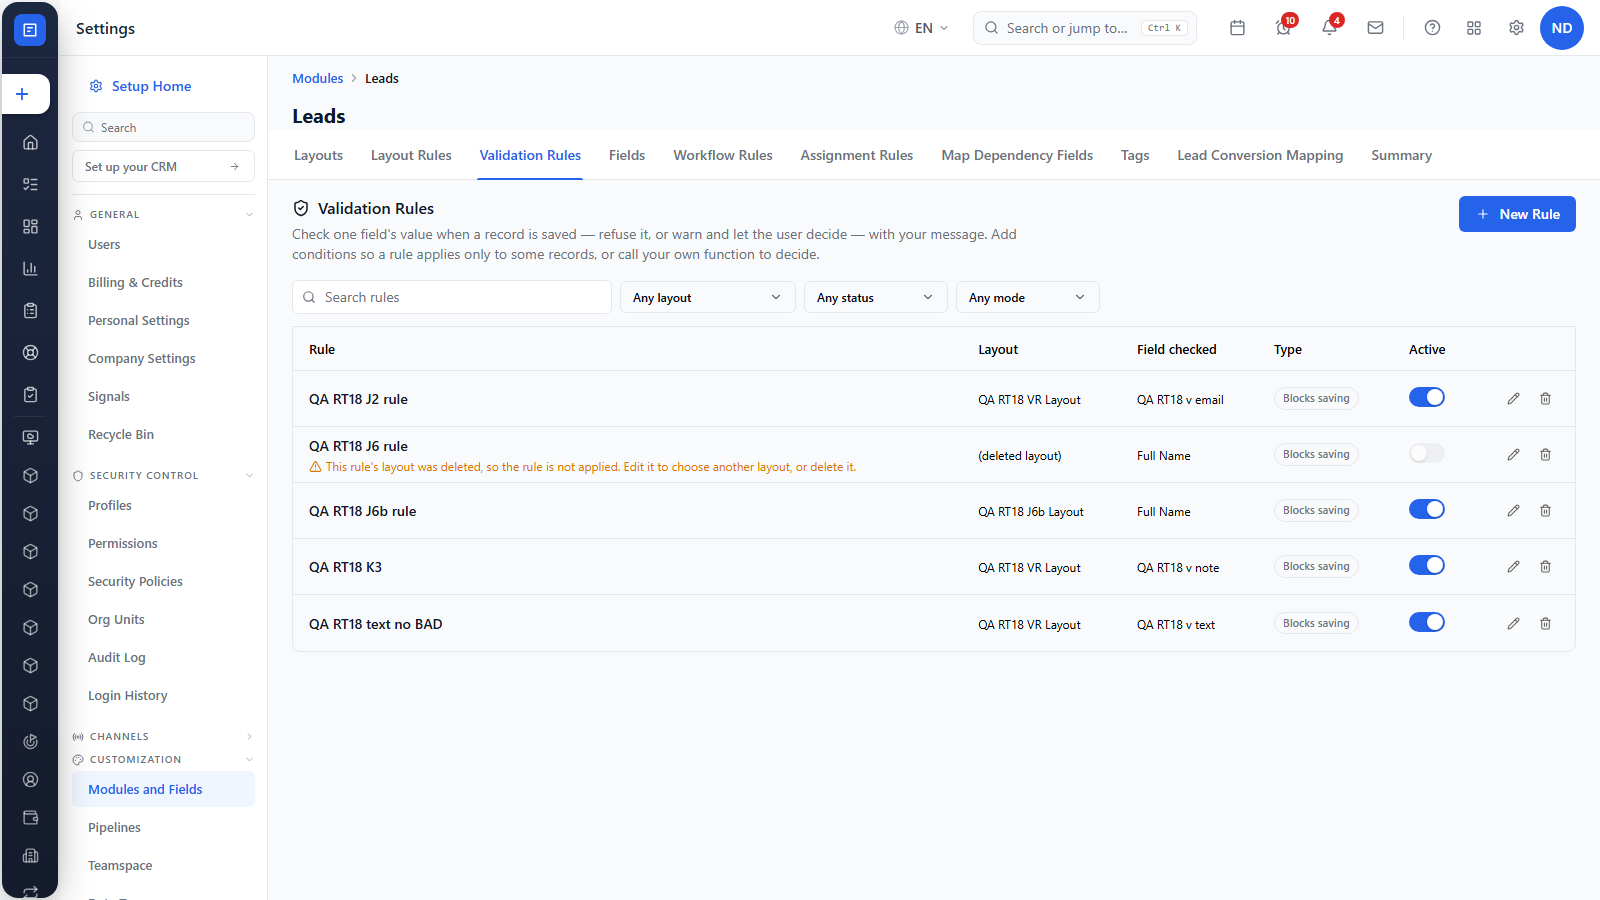 Settings
EN
Search or jump to...
Ctrl K
10
4
ND
Setup Home
Search
Set up your CRM
GENERAL
Users
Billing & Credits
Personal Settings
Company Settings
Signals
Recycle Bin
SECURITY CONTROL
Profiles
Permissions
Security Policies
Org Units
Audit Log
Login History
CHANNELS
CUSTOMIZATION
Modules and Fields
Pipelines
Teamspace
Modules > Leads
Leads
Layouts
Layout Rules
Validation Rules
Fields
Workflow Rules
Assignment Rules
Map Dependency Fields
Tags
Lead Conversion Mapping
Summary
Validation Rules
New Rule
Check one field's value when a record is saved — refuse it, or warn and let the user decide — with your message. Add
conditions so a rule applies only to some records, or call your own function to decide.
Search rules
Any layout
Any status
Any mode
Rule Layout Field checked Type Active
QA RT18 J2 rule QA RT18 VR Layout QA RT18 v email Blocks saving
QA RT18 J6 rule (deleted layout) Full Name Blocks saving
This rule's layout was deleted, so the rule is not applied. Edit it to choose another layout, or delete it.
QA RT18 J6b rule QA RT18 J6b Layout Full Name Blocks saving
QA RT18 K3 QA RT18 VR Layout QA RT18 v note Blocks saving
QA RT18 text no BAD QA RT18 VR Layout QA RT18 v text Blocks saving